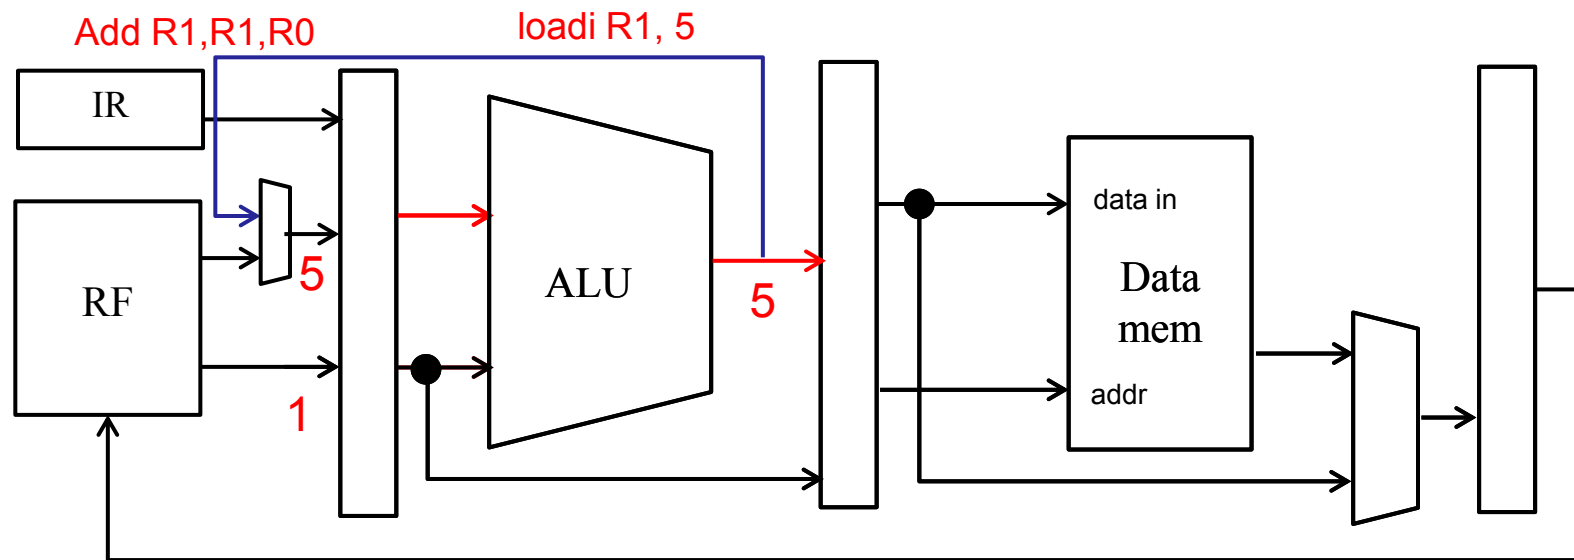 Add R1,R1,R0
loadi R1, 5
IR
RF
5
1
ALU
5
data in
Data
mem
addr